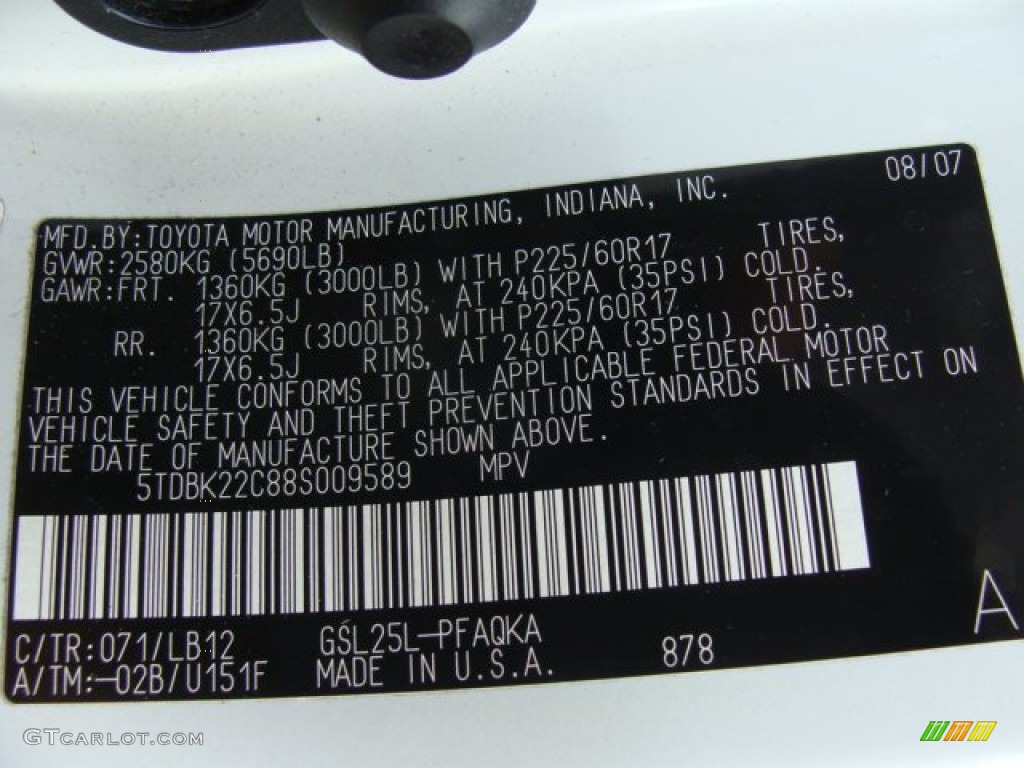 08/07
MFD.BY:TOYOTA MOTOR MANUFACTURING, INDIANA, INC.
GVWR:2580KG (5690LB)
GAWR:FRT. 1360KG (3000LB) WITH P225/60R17 TIRES,
17X6.5J RIMS, AT 240KPA (35PSI) COLD.
RR. 1360KG (3000LB) WITH P225/60R17 TIRES,
17X6.5J RIMS, AT 240KPA (35PSI) COLD.
THIS VEHICLE CONFORMS TO ALL APPLICABLE FEDERAL MOTOR
VEHICLE SAFETY AND THEFT PREVENTION STANDARDS IN EFFECT ON
THE DATE OF MANUFACTURE SHOWN ABOVE.
5TDBK22C88S009589 MPV
C/TR:071/LB12 GSL25L-PFAQKA
A/TM:-02B/U151F MADE IN U.S.A. 878
A
GTCARLOT.COM